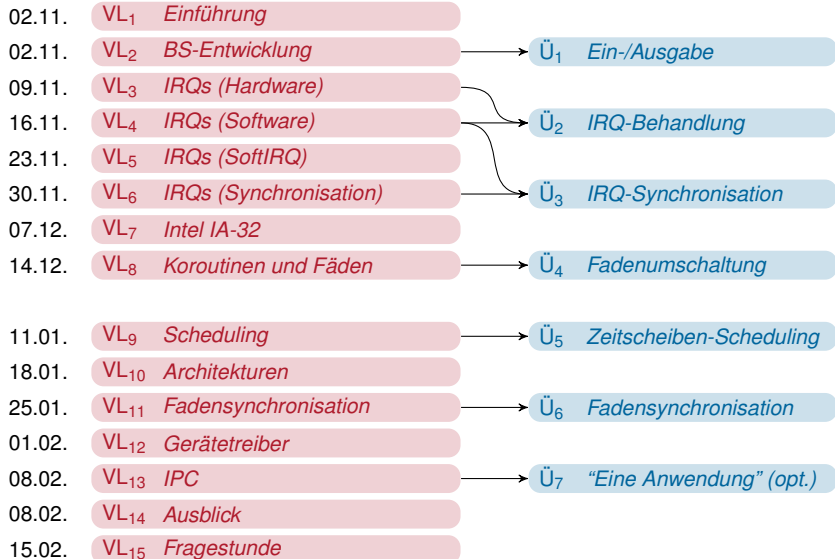 02.11. VL₁ Einführung
02.11. VL₂ BS-Entwicklung Ü₁ Ein-/Ausgabe
09.11. VL₃ IRQs (Hardware)
16.11. VL₄ IRQs (Software) Ü₂ IRQ-Behandlung
23.11. VL₅ IRQs (SoftIRQ)
30.11. VL₆ IRQs (Synchronisation) Ü₃ IRQ-Synchronisation
07.12. VL₇ Intel IA-32
14.12. VL₈ Koroutinen und Fäden Ü₄ Fadenumschaltung
11.01. VL₉ Scheduling Ü₅ Zeitscheiben-Scheduling
18.01. VL₁₀ Architekturen
25.01. VL₁₁ Fadensynchronisation Ü₆ Fadensynchronisation
01.02. VL₁₂ Gerätetreiber
08.02. VL₁₃ IPC Ü₇ “Eine Anwendung” (opt.)
08.02. VL₁₄ Ausblick
15.02. VL₁₅ Fragestunde